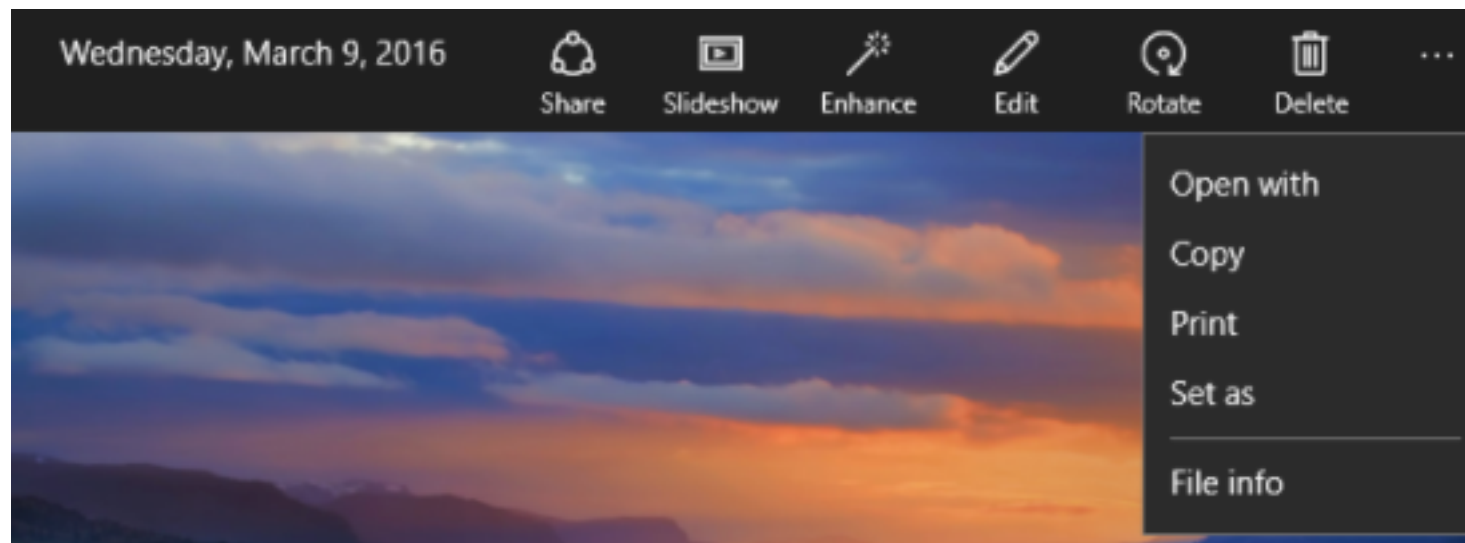 Wednesday, March 9, 2016
Share Slideshow Enhance Edit Rotate Delete ...
Open with
Copy
Print
Set as
File info